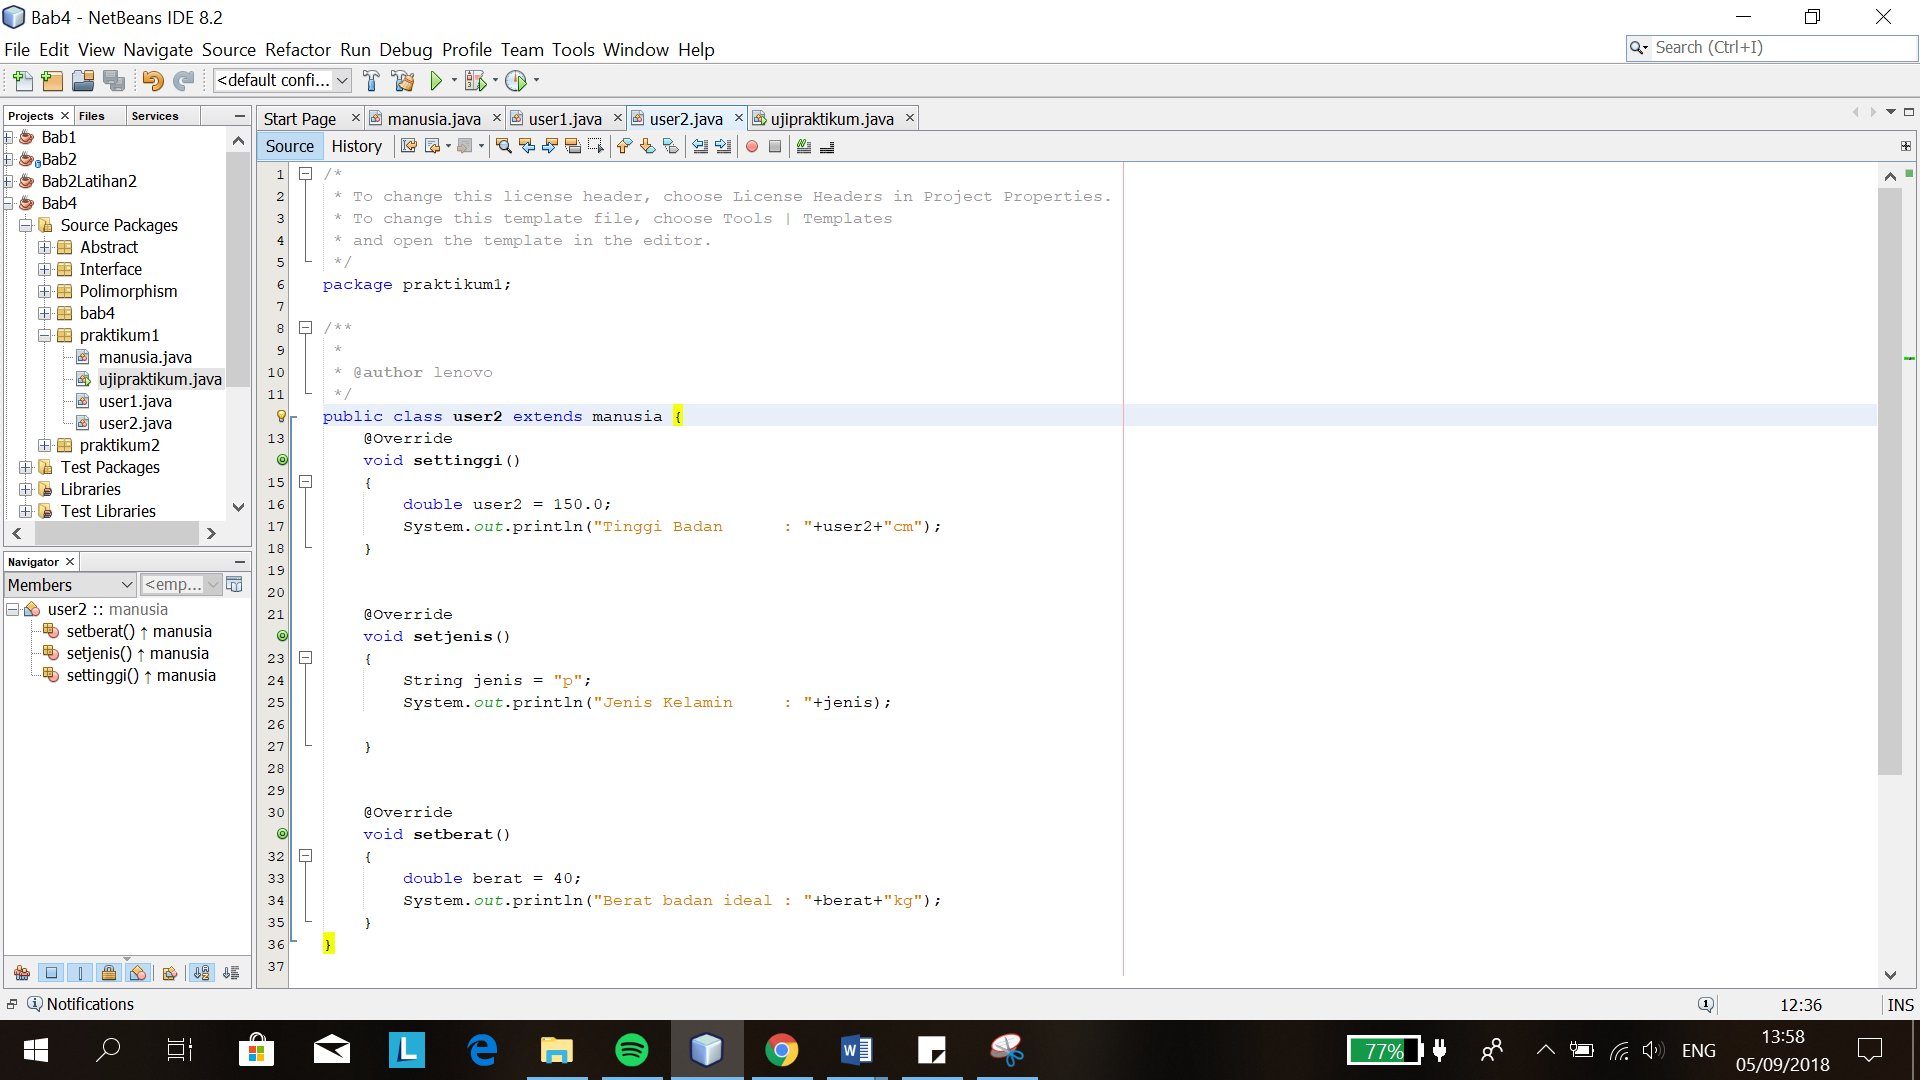 Bab4 - NetBeans IDE 8.2
File Edit View Navigate Source Refactor Run Debug Profile Team Tools Window Help
Search (Ctrl+I)
<default confi...
Projects Files Services
Bab1
Bab2
Bab2Latihan2
Bab4
Source Packages
Abstract
Interface
Polimorphism
bab4
praktikum1
manusia.java
ujipraktikum.java
user1.java
user2.java
praktikum2
Test Packages
Libraries
Test Libraries
Navigator
Members <emp...
user2 :: manusia
setberat() ↑ manusia
setjenis() ↑ manusia
settinggi() ↑ manusia
Start Page manusia.java user1.java user2.java ujipraktikum.java
Source History
1 /*
2 * To change this license header, choose License Headers in Project Properties.
3 * To change this template file, choose Tools | Templates
4 * and open the template in the editor.
5 */
6 package praktikum1;
7
8 /**
9 *
10 * @author lenovo
11 */
public class user2 extends manusia {
13 @Override
void settinggi()
15 {
16 double user2 = 150.0;
17 System.out.println("Tinggi Badan      : "+user2+"cm");
18 }
19
20
21 @Override
void setjenis()
23 {
24 String jenis = "p";
25 System.out.println("Jenis Kelamin     : "+jenis);
26
27 }
28
29
30 @Override
void setberat()
32 {
33 double berat = 40;
34 System.out.println("Berat badan ideal : "+berat+"kg");
35 }
36 }
37
Notifications
12:36 INS
77%
ENG
13:58
05/09/2018